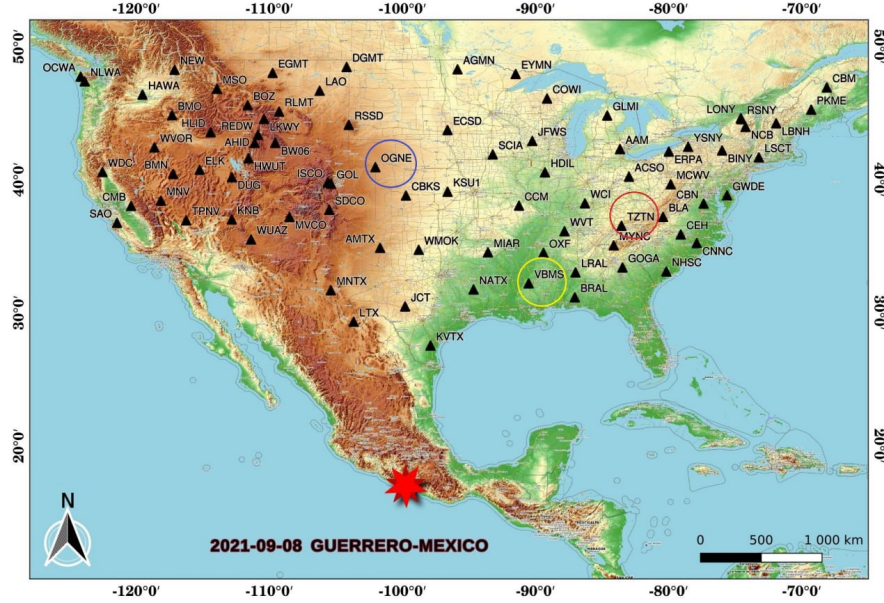 -120°0' -110°0' -100°0' -90°0' -80°0' -70°0'
50°0' 50°0'
OCWA NLWA NEW EGMT DGMT AGMN EYMN
HAWA MSO LAO COWI CBM
BMO BOZ RLMT GLMI LONY RSNY PKME
HLID REDW LKWY RSSD ECSD JFWS NCB LBNH
WVOR AHID BW06 SCIA AAM YSNY
WDC BMN ELK HWUT OGNE HDIL ACSO ERPA BINY LSCT
40°0' DUG ISCO GOL CBKS KSU1 MCWV 40°0'
CMB MNV SDCO CCM WCI CBN GWDE
SAO TPNV KNB MVCO WVT TZTN BLA
WUAZ AMTX WMOK MIAR OXF MYNC CEH
LRAL GOGA NHSC CNNC
MNTX NATX VBMS
30°0' LTX JCT BRAL 30°0'
KVTX
20°0' 20°0'
N
2021-09-08 GUERRERO-MEXICO
0 500 1 000 km
-120°0' -110°0' -100°0' -90°0' -80°0' -70°0'